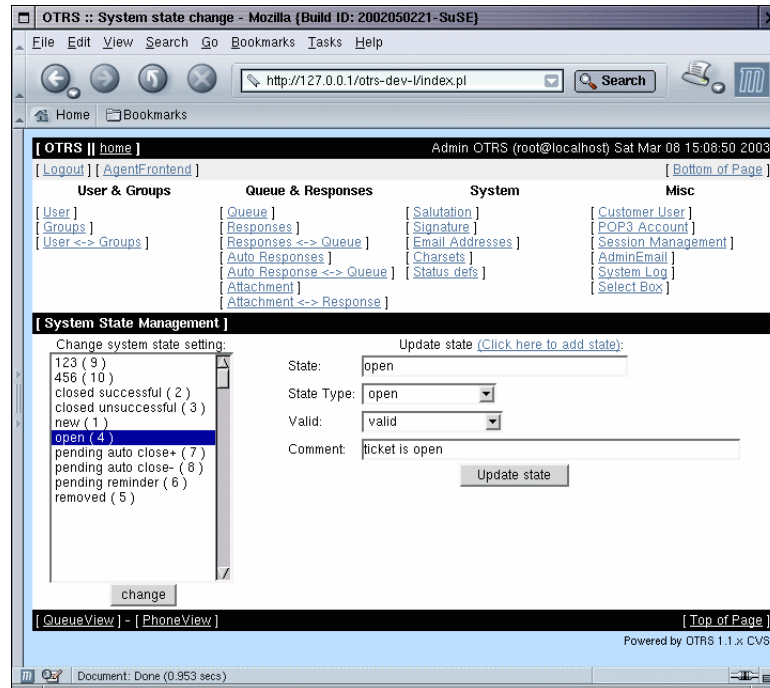 OTRS :: System state change - Mozilla {Build ID: 2002050221-SuSE}
File Edit View Search Go Bookmarks Tasks Help
http://127.0.0.1/otrs-dev-l/index.pl Search
Home Bookmarks
[ OTRS || home ] Admin OTRS (root@localhost) Sat Mar 08 15:08:50 2003
[ Logout ] [ AgentFrontend ] [ Bottom of Page ]
User & Groups Queue & Responses System Misc
[ User ] [ Queue ] [ Salutation ] [ Customer User ]
[ Groups ] [ Responses ] [ Signature ] [ POP3 Account ]
[ User <-> Groups ] [ Responses <-> Queue ] [ Email Addresses ] [ Session Management ]
[ Auto Responses ] [ Charsets ] [ AdminEmail ]
[ Auto Response <-> Queue ] [ Status defs ] [ System Log ]
[ Attachment ] [ Select Box ]
[ Attachment <-> Response ]
[ System State Management ]
Change system state setting: Update state (Click here to add state):
123 ( 9 )
456 ( 10 )
closed successful ( 2 )
closed unsuccessful ( 3 )
new ( 1 )
open ( 4 )
pending auto close+ ( 7 )
pending auto close- ( 8 )
pending reminder ( 6 )
removed ( 5 )
change
State: open
State Type: open
Valid: valid
Comment: ticket is open
Update state
[ QueueView ] - [ PhoneView ] [ Top of Page ]
Powered by OTRS 1.1.x CVS
Document: Done (0.953 secs)